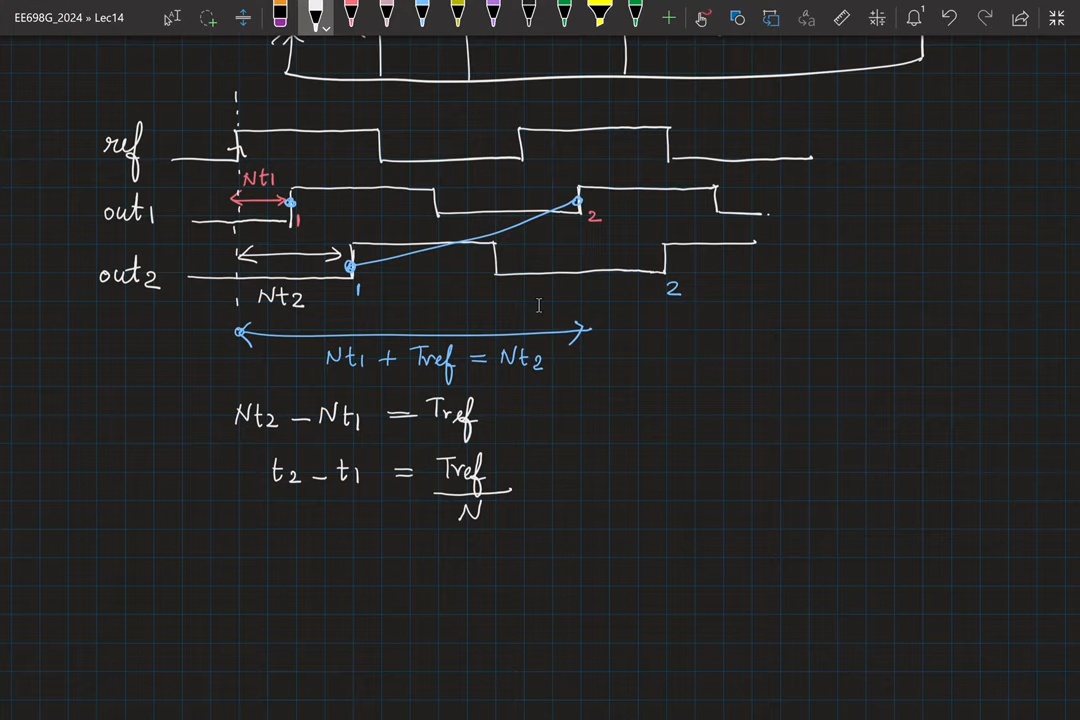 EE698G_2024 » Lec14
1
ref
Nt1
out1
1
2
out2
Nt2
1
2
Nt1 + Tref = Nt2
Nt2 - Nt1 = Tref
t2 - t1 = Tref
N